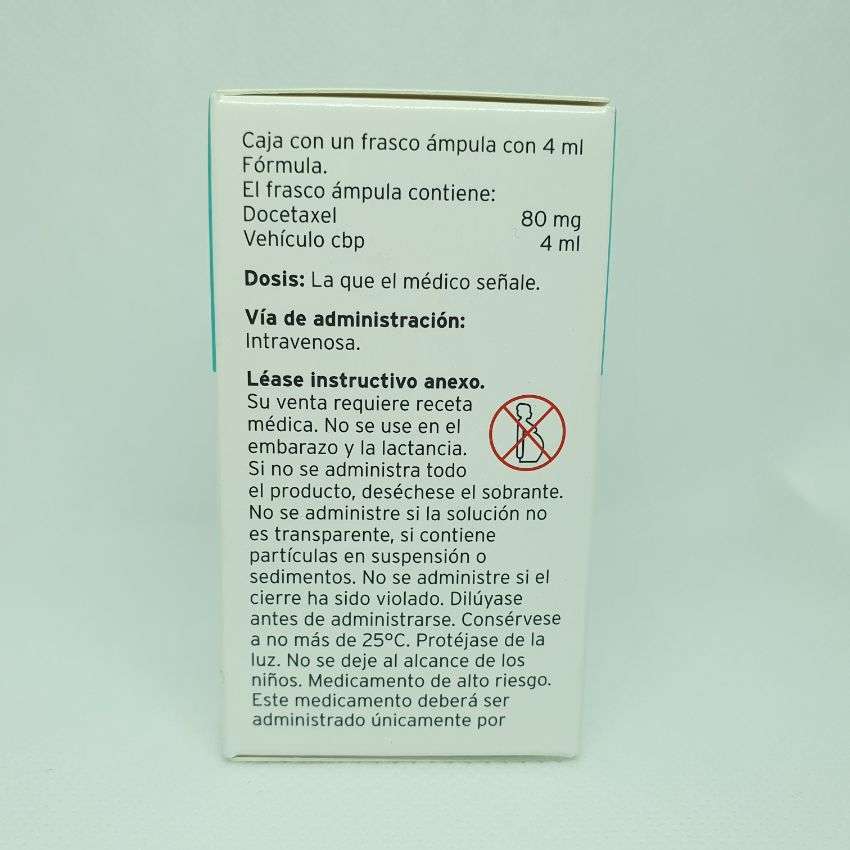 Caja con un frasco ámpula con 4 ml
Fórmula.
El frasco ámpula contiene:
Docetaxel 80 mg
Vehículo cbp 4 ml
Dosis: La que el médico señale.
Vía de administración:
Intravenosa.
Léase instructivo anexo.
Su venta requiere receta
médica. No se use en el
embarazo y la lactancia.
Si no se administra todo
el producto, deséchese el sobrante.
No se administre si la solución no
es transparente, si contiene
partículas en suspensión o
sedimentos. No se administre si el
cierre ha sido violado. Dilúyase
antes de administrarse. Consérvese
a no más de 25°C. Protéjase de la
luz. No se deje al alcance de los
niños. Medicamento de alto riesgo.
Este medicamento deberá ser
administrado únicamente por